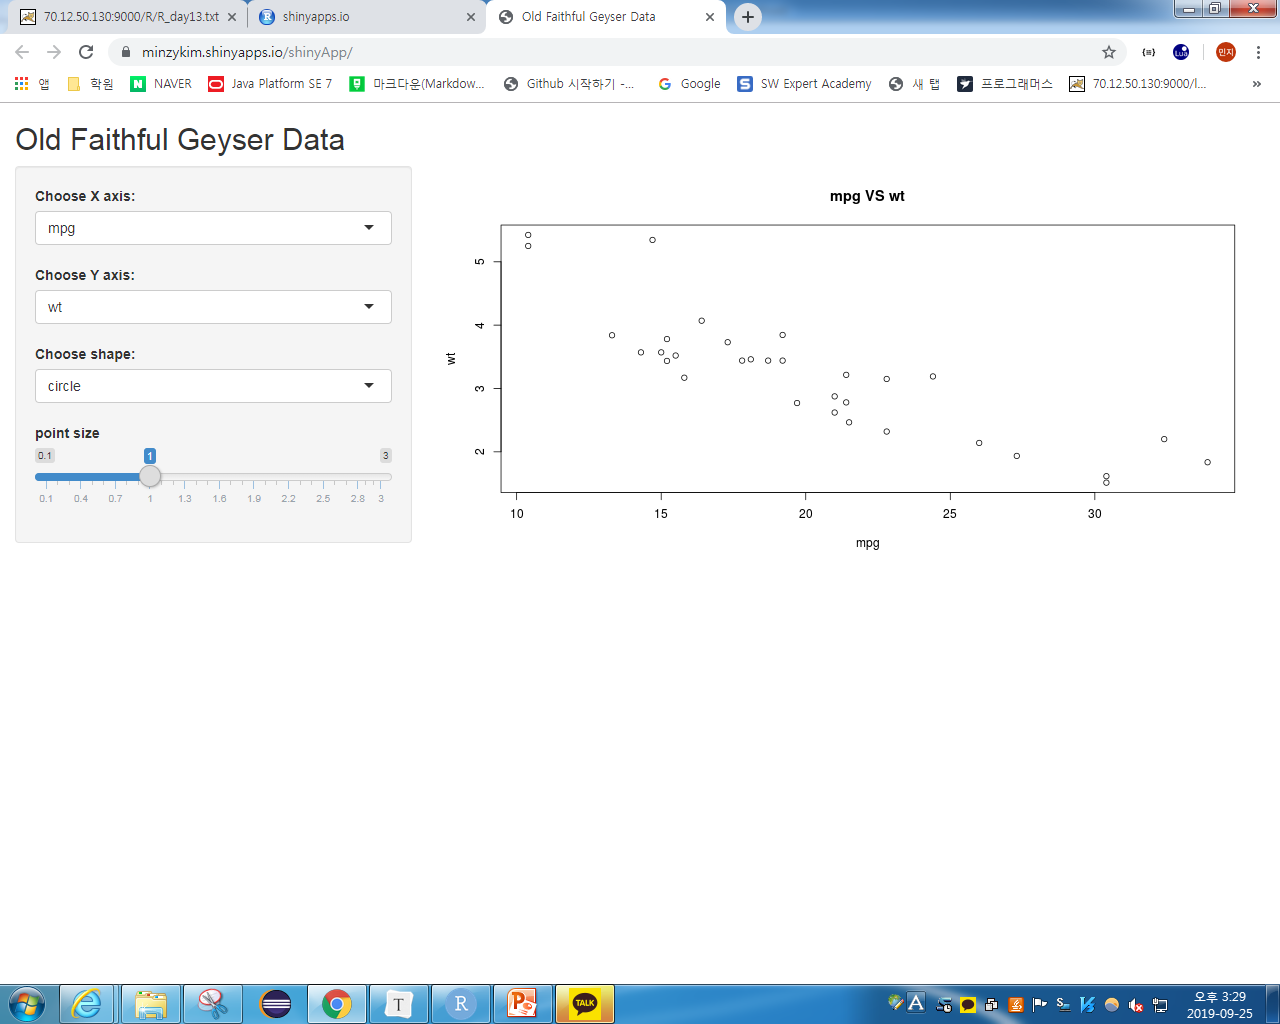 70.12.50.130:9000/R/R_day13.txt
shinyapps.io
Old Faithful Geyser Data
minzykim.shinyapps.io/shinyApp/
민지
앱
학원
NAVER
Java Platform SE 7
마크다운(Markdow...
Github 시작하기 -...
Google
SW Expert Academy
새 탭
프로그래머스
70.12.50.130:9000/l...
Old Faithful Geyser Data
Choose X axis:
mpg
Choose Y axis:
wt
Choose shape:
circle
point size
0.1
1
3
0.1 0.4 0.7 1 1.3 1.6 1.9 2.2 2.5 2.8 3
mpg VS wt
5
4
3
2
wt
10 15 20 25 30
mpg
TALK
A
오후 3:29
2019-09-25